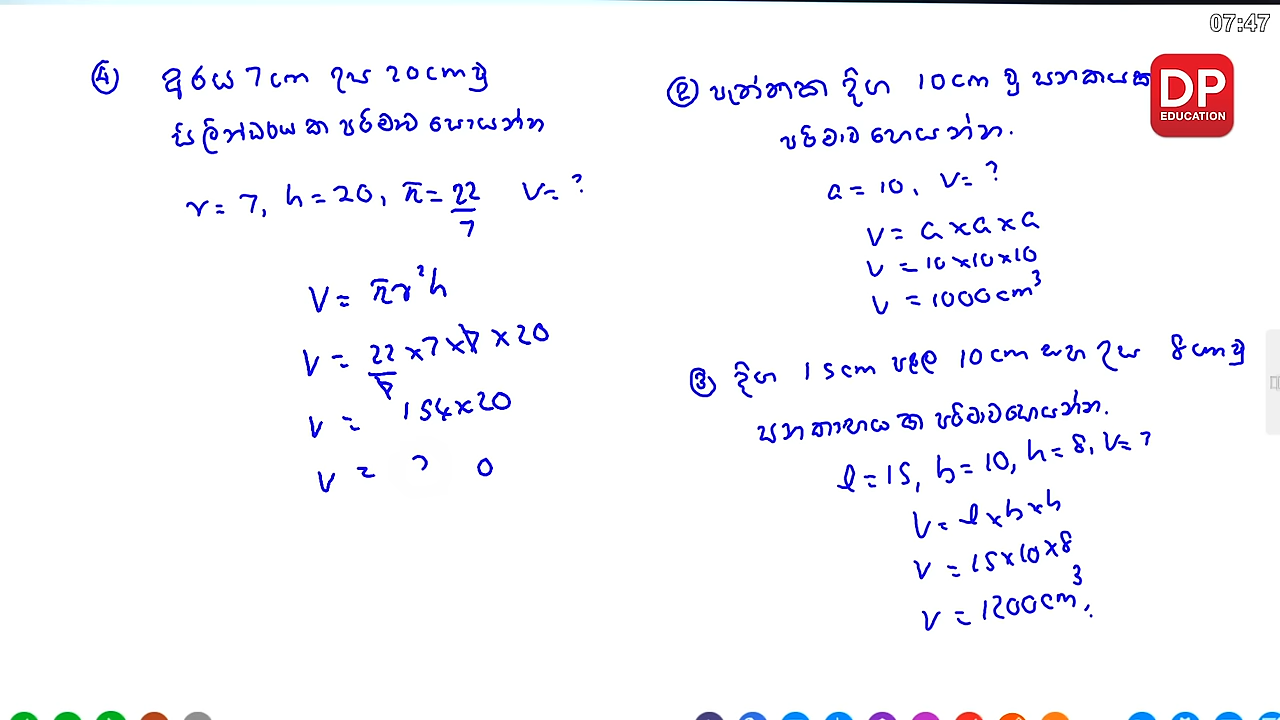 07:47
④ අරය 7cm උස 20cm වූ
සිලින්ඩරයක පරිමාව සොයන්න
r = 7, h = 20, π = 22/7 V = ?
V = πr²h
V = 22/7 × 7 × 7 × 20
V = 154 × 20
V = 0
② පැත්තක දිග 10cm වූ ඝනකයක
පරිමාව සොයන්න.
a = 10, V = ?
V = a × a × a
V = 10 × 10 × 10
V = 1000cm³
③ දිග 15cm පළල 10cm සහ උස 8cm වූ
ඝනකාභයක පරිමාව සොයන්න.
l = 15, b = 10, h = 8, V = ?
V = l × b × h
V = 15 × 10 × 8
V = 1200cm³
DP
EDUCATION